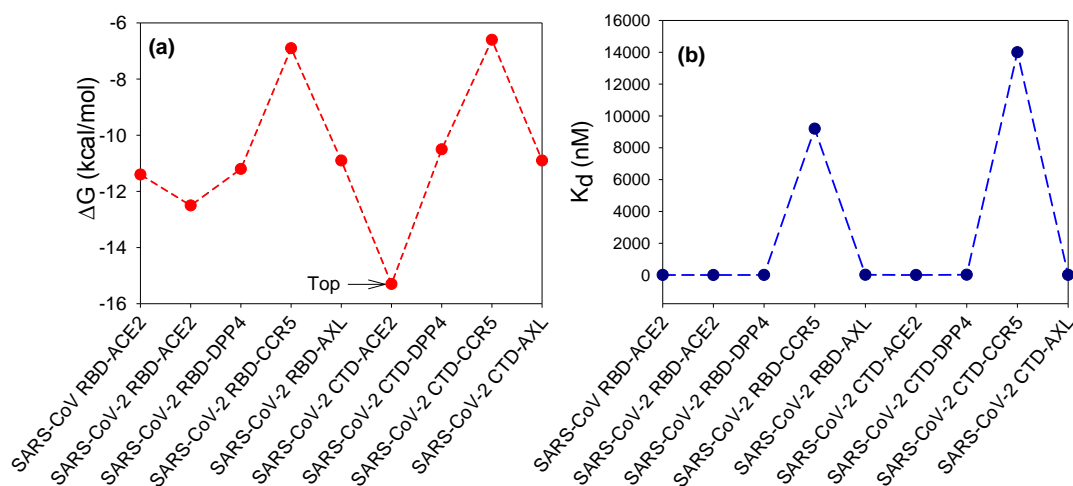 (a)
ΔG (kcal/mol)
-6
-8
-10
-12
-14
-16
Top
SARS-CoV RBD-ACE2
SARS-CoV-2 RBD-ACE2
SARS-CoV-2 RBD-DPP4
SARS-CoV-2 RBD-CCR5
SARS-CoV-2 RBD-AXL
SARS-CoV-2 CTD-ACE2
SARS-CoV-2 CTD-DPP4
SARS-CoV-2 CTD-CCR5
SARS-CoV-2 CTD-AXL
(b)
Kd (nM)
16000
14000
12000
10000
8000
6000
4000
2000
0
SARS-CoV RBD-ACE2
SARS-CoV-2 RBD-ACE2
SARS-CoV-2 RBD-DPP4
SARS-CoV-2 RBD-CCR5
SARS-CoV-2 RBD-AXL
SARS-CoV-2 CTD-ACE2
SARS-CoV-2 CTD-DPP4
SARS-CoV-2 CTD-CCR5
SARS-CoV-2 CTD-AXL